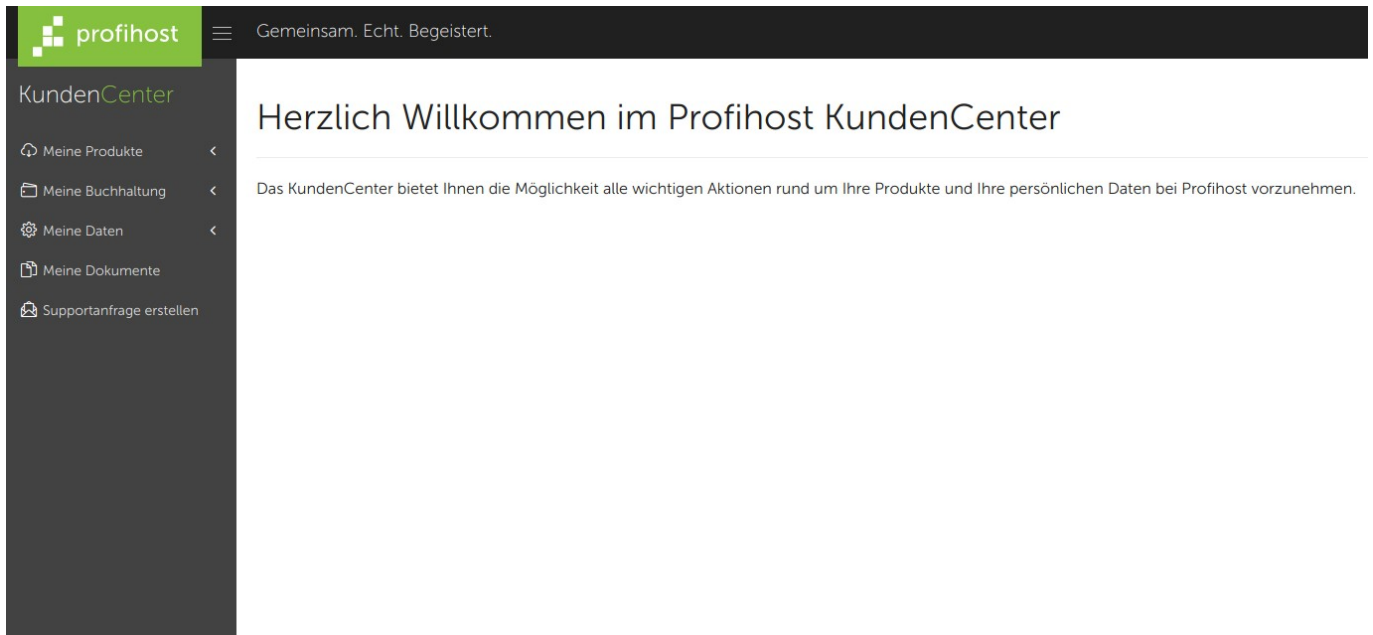 profihost
Gemeinsam. Echt. Begeistert.
KundenCenter
Meine Produkte
Meine Buchhaltung
Meine Daten
Meine Dokumente
Supportanfrage erstellen
Herzlich Willkommen im Profihost KundenCenter
Das KundenCenter bietet Ihnen die Möglichkeit alle wichtigen Aktionen rund um Ihre Produkte und Ihre persönlichen Daten bei Profihost vorzunehmen.